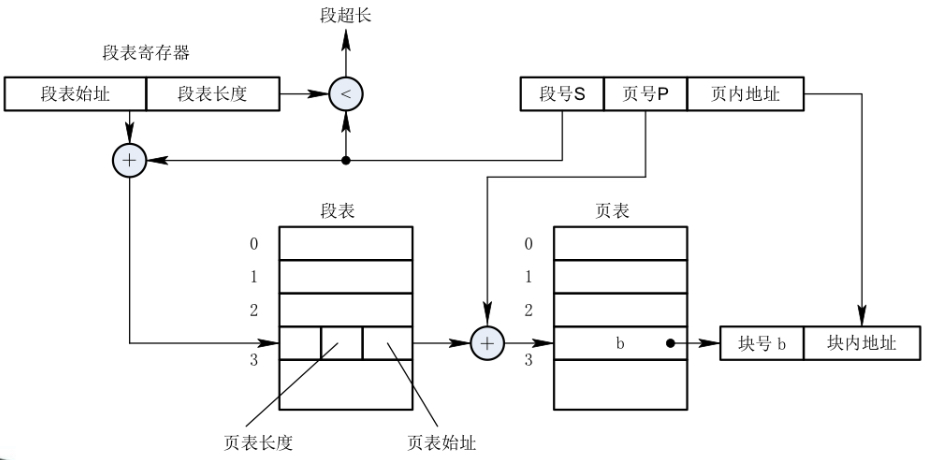 段超长
段表寄存器
段表始址 段表长度 < 段号S 页号P 页内地址
+
段表 页表
0 0
1 1
2 2
+ b 块号 b 块内地址
3 3
页表长度 页表始址